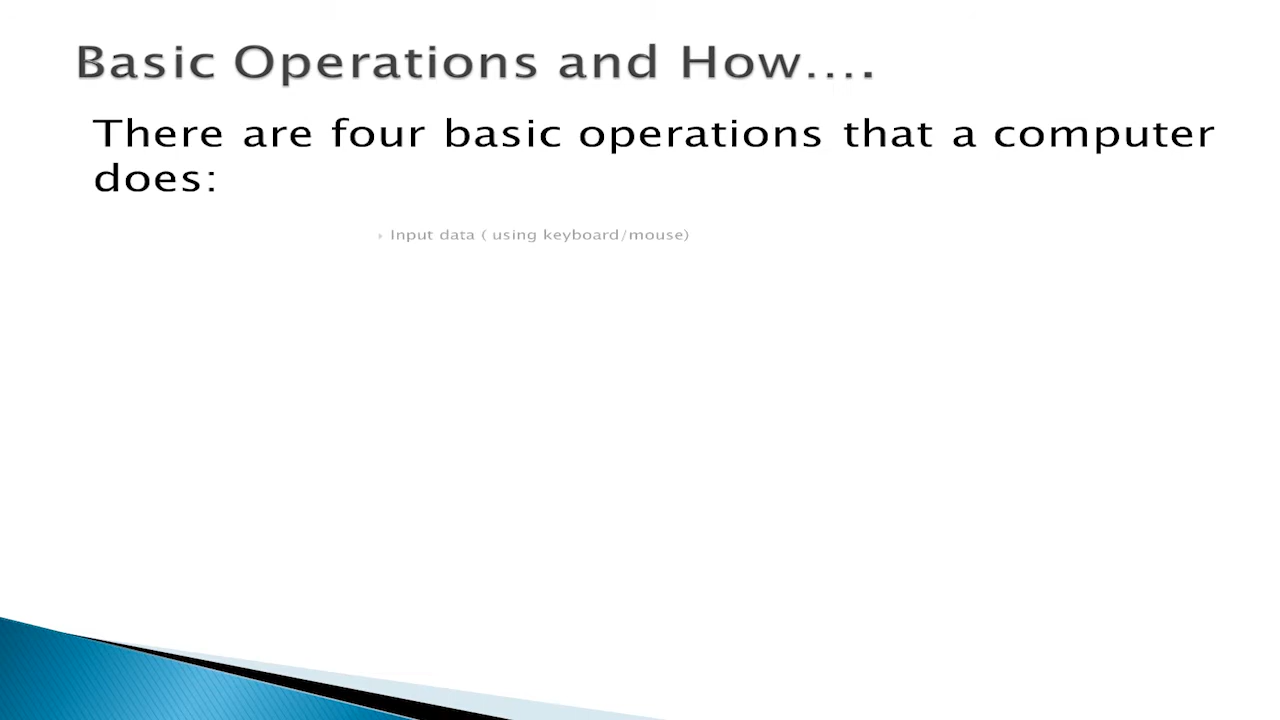 Basic Operations and How….
There are four basic operations that a computer
does:
Input data ( using keyboard/mouse)